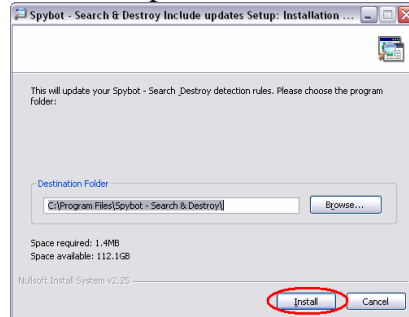 Spybot - Search & Destroy Include updates Setup: Installation ...
This will update your Spybot - Search _Destroy detection rules. Please choose the program
folder:
Destination Folder
C:\Program Files\Spybot - Search & Destroy\
Browse...
Space required: 1.4MB
Space available: 112.1GB
Nullsoft Install System v2.25
Install
Cancel